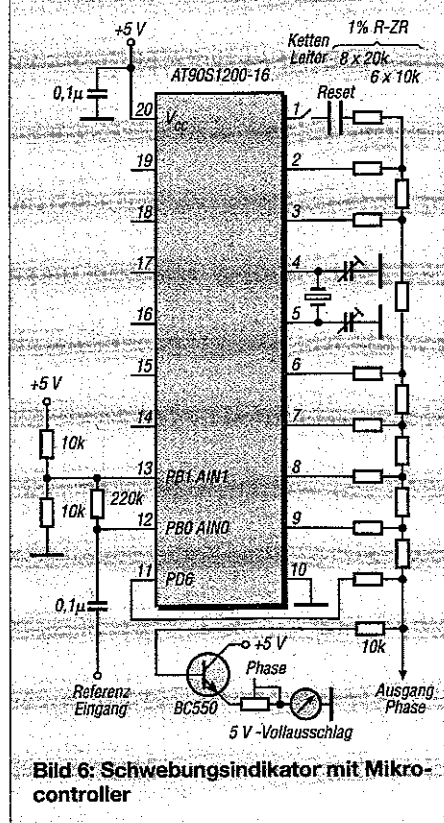 +5 V
1% R-ZR
Ketten
Leiter 8 x 20k
6 x 10k
AT90S1200-16
0,1µ
Reset
20 Vcc 1
19 2
18 3
17 4
16 5
15 6
+5 V
14 7
10k
13 PB1 AIN1 8
220k
10k
12 PB0 AIN0 9
11 PD6 10
0,1µ
10k
+5 V
Phase
Referenz
Eingang
BC550
Ausgang
Phase
5 V -Vollausschlag
Bild 6: Schwebungsindikator mit Mikro-
controller